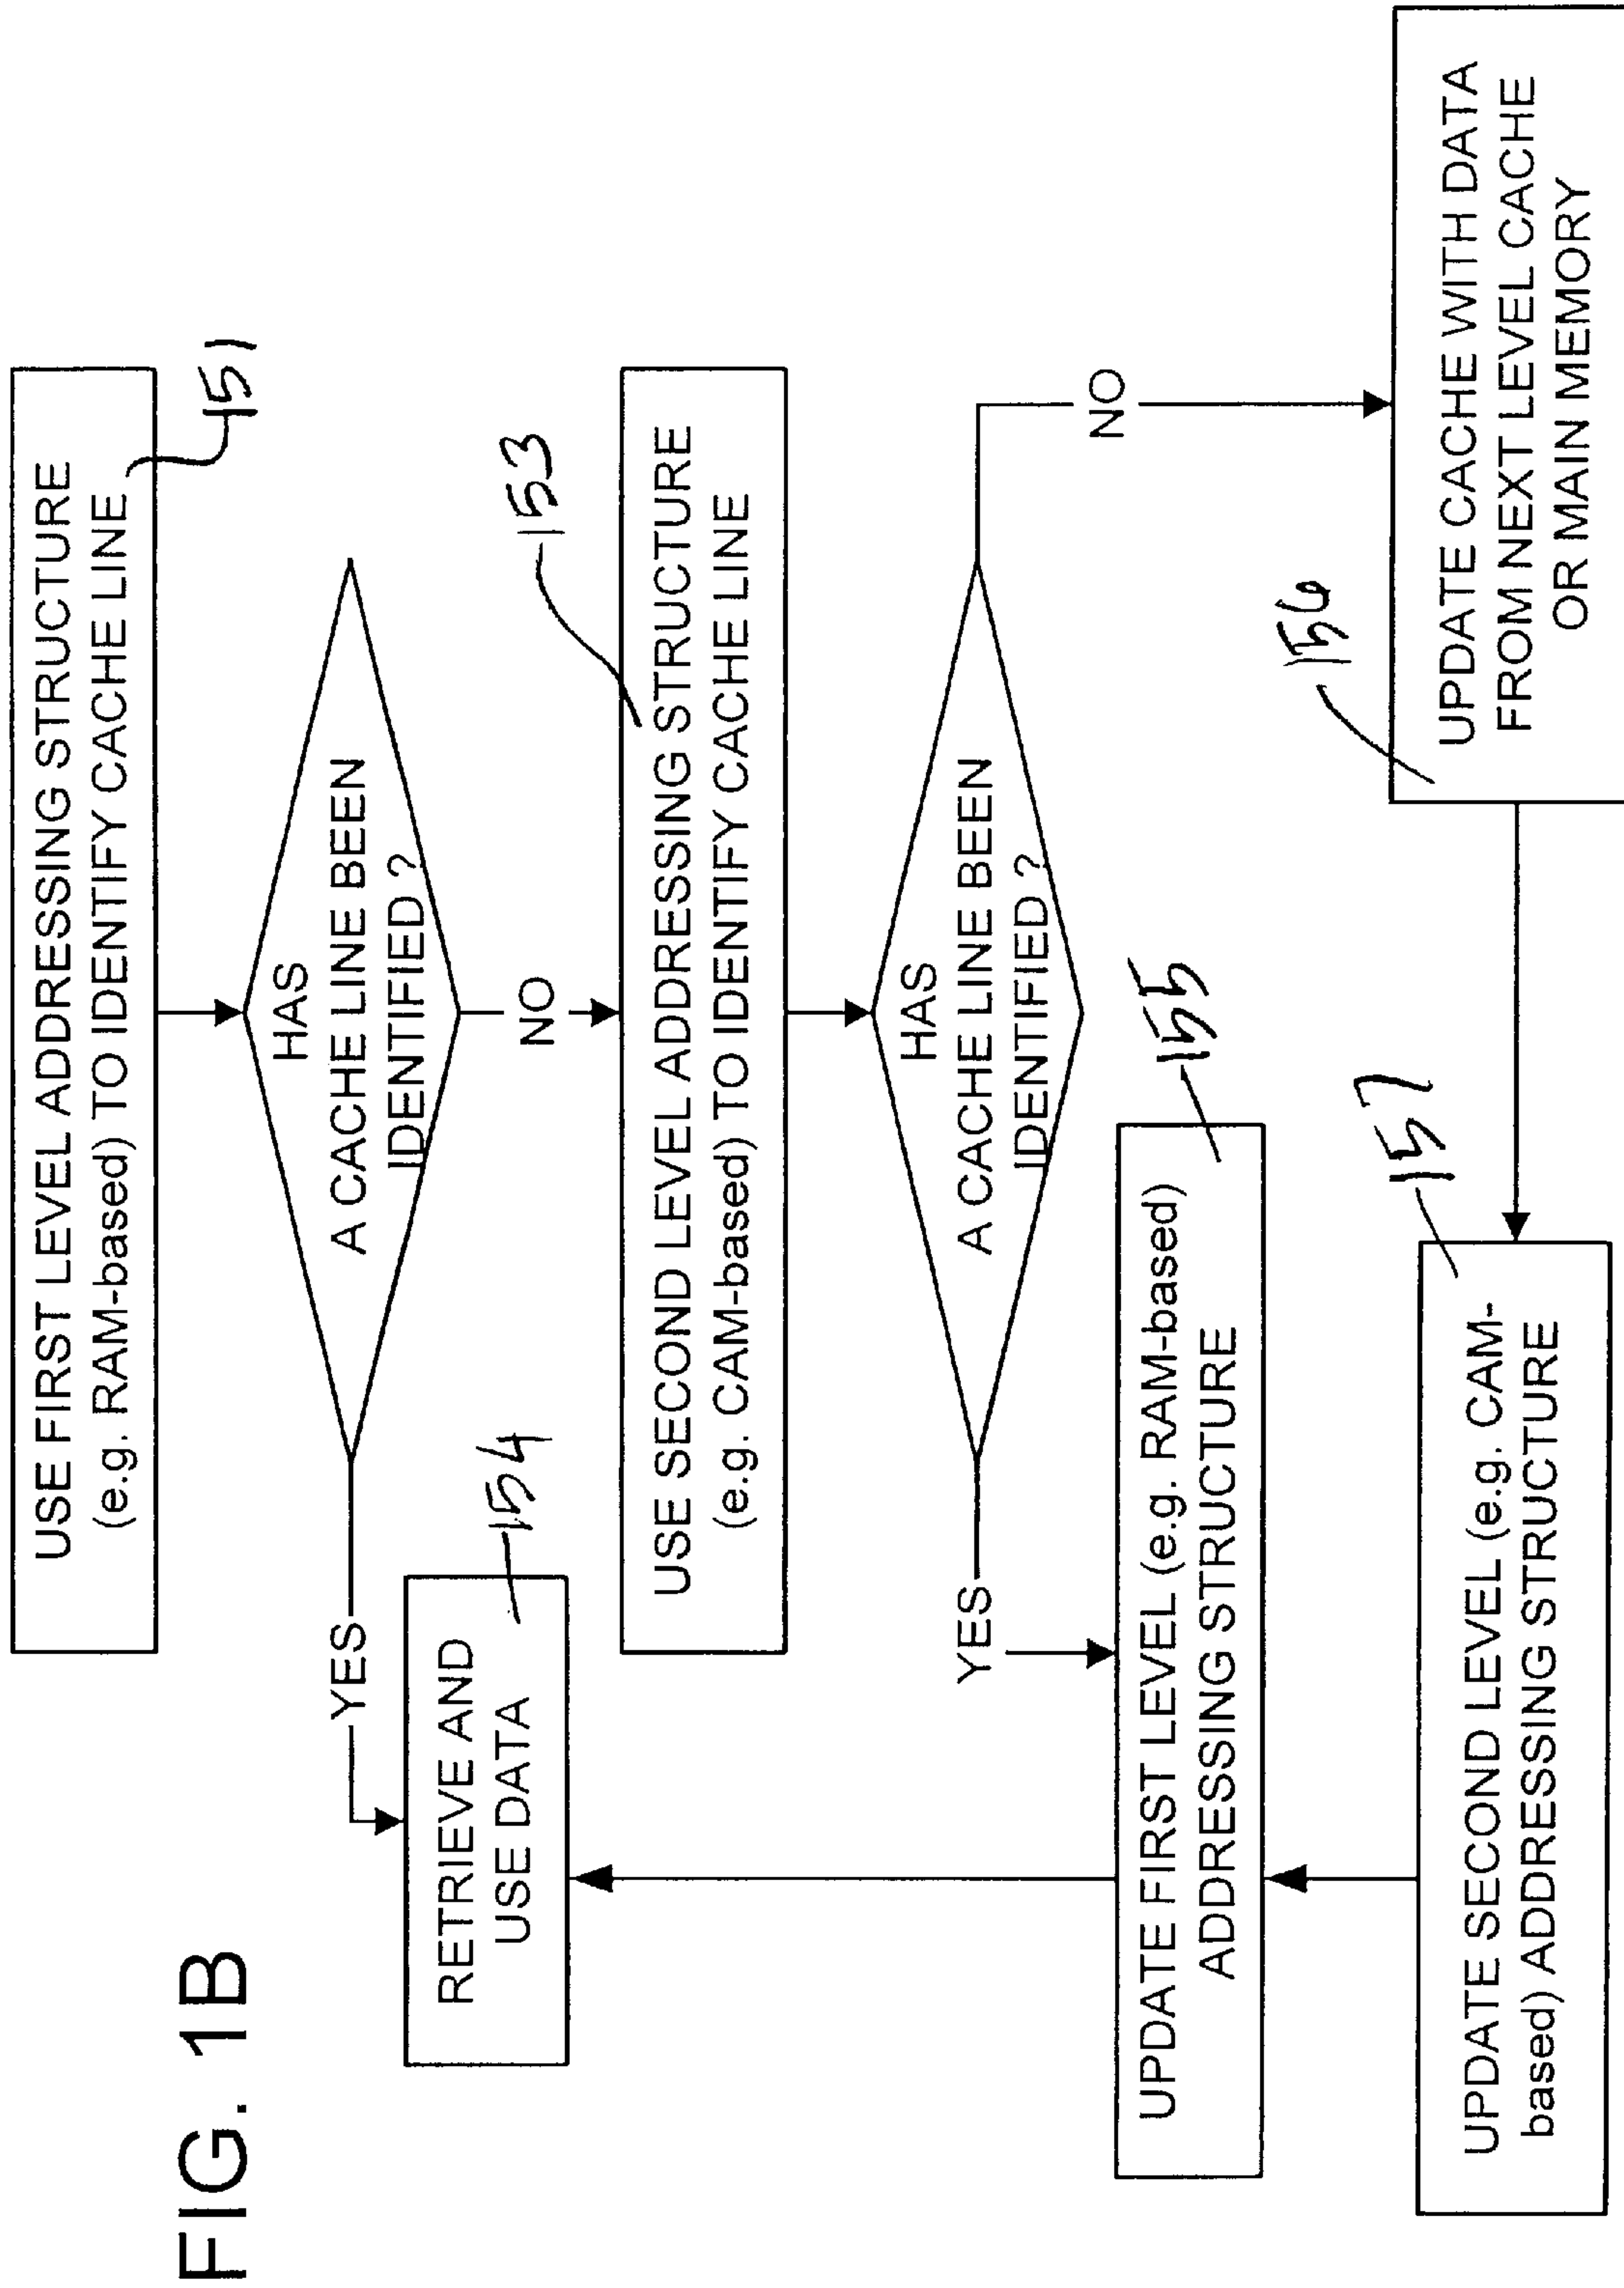 FIG. 1B
USE FIRST LEVEL ADDRESSING STRUCTURE
(e.g. RAM-based) TO IDENTIFY CACHE LINE
151
HAS
A CACHE LINE BEEN
IDENTIFIED ?
YES
NO
RETRIEVE AND
USE DATA
154
153
USE SECOND LEVEL ADDRESSING STRUCTURE
(e.g. CAM-based) TO IDENTIFY CACHE LINE
HAS
A CACHE LINE BEEN
IDENTIFIED ?
YES
NO
UPDATE FIRST LEVEL (e.g. RAM-based)
ADDRESSING STRUCTURE
155
156
UPDATE CACHE WITH DATA
FROM NEXT LEVEL CACHE
OR MAIN MEMORY
157
UPDATE SECOND LEVEL (e.g. CAM-
based) ADDRESSING STRUCTURE